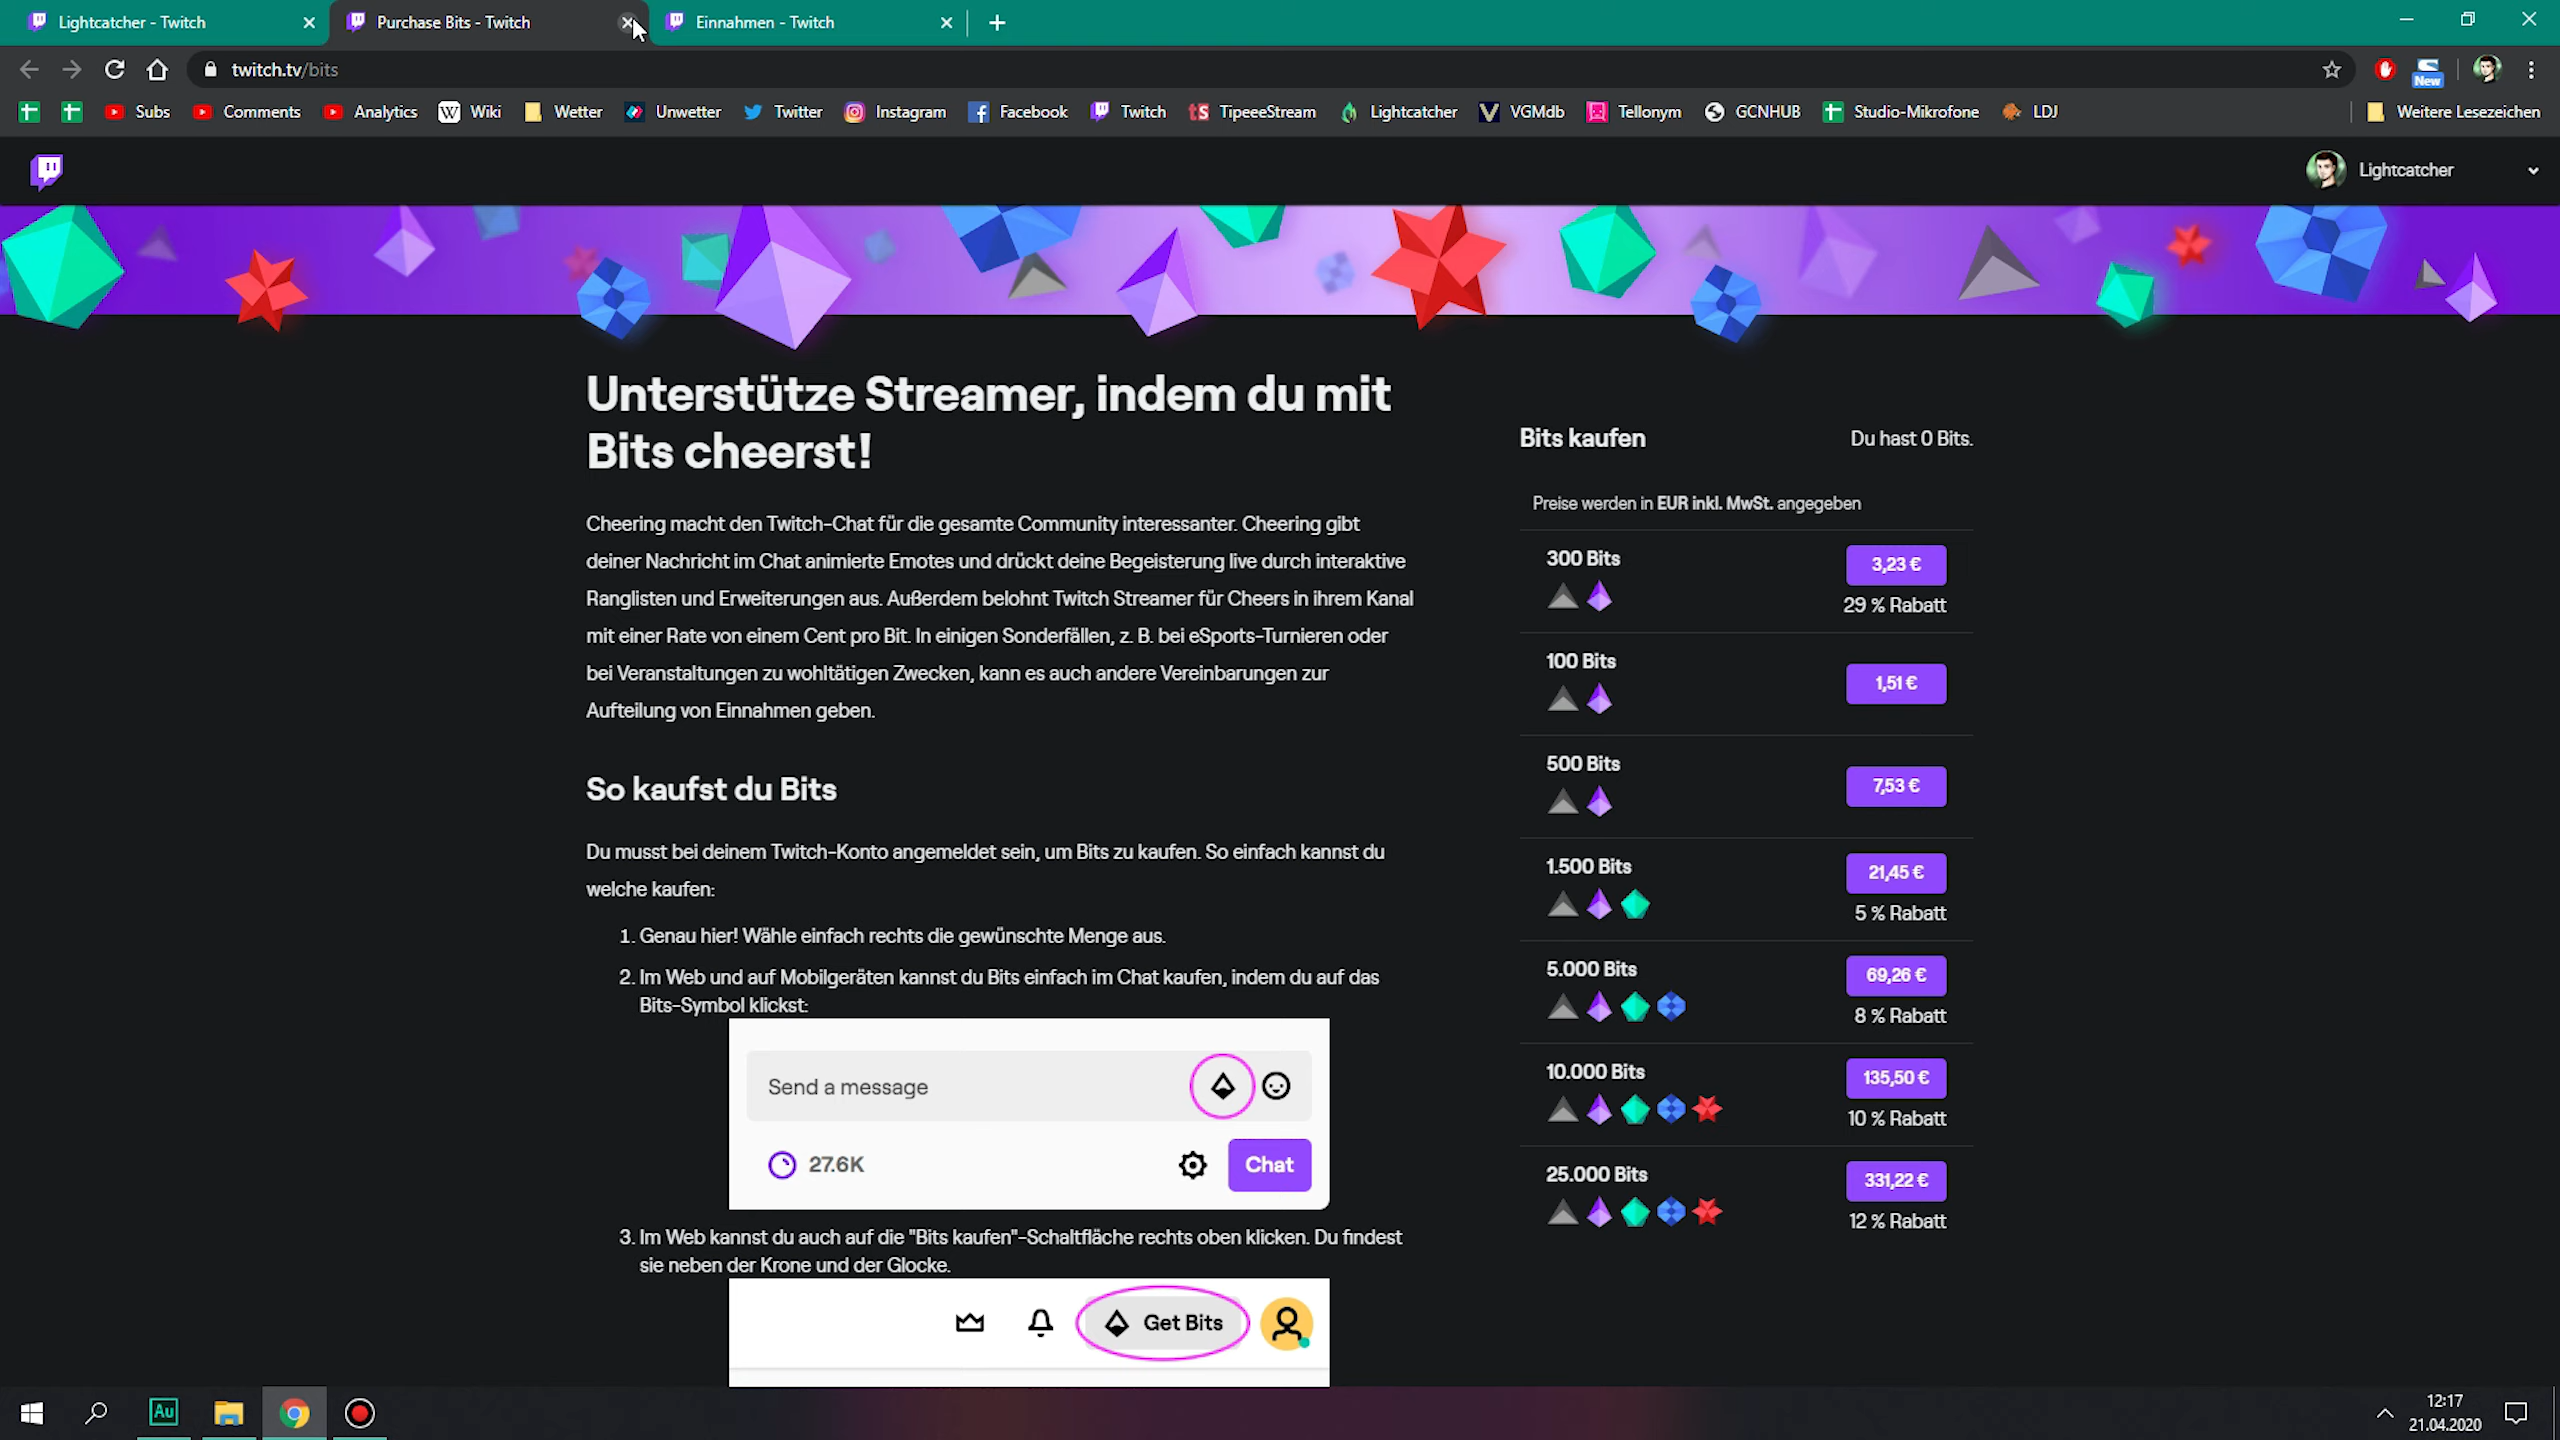 Lightcatcher - Twitch
Purchase Bits - Twitch
Einnahmen - Twitch
twitch.tv/bits
New
Subs
Comments
Analytics
W Wiki
Wetter
Unwetter
Twitter
Instagram
Facebook
Twitch
tS TipeeeStream
Lightcatcher
VGMdb
Tellonym
GCNHUB
Studio-Mikrofone
LDJ
Weitere Lesezeichen
Lightcatcher
Unterstütze Streamer, indem du mit
Bits cheerst!
Cheering macht den Twitch-Chat für die gesamte Community interessanter. Cheering gibt
deiner Nachricht im Chat animierte Emotes und drückt deine Begeisterung live durch interaktive
Ranglisten und Erweiterungen aus. Außerdem belohnt Twitch Streamer für Cheers in ihrem Kanal
mit einer Rate von einem Cent pro Bit. In einigen Sonderfällen, z. B. bei eSports-Turnieren oder
bei Veranstaltungen zu wohltätigen Zwecken, kann es auch andere Vereinbarungen zur
Aufteilung von Einnahmen geben.
So kaufst du Bits
Du musst bei deinem Twitch-Konto angemeldet sein, um Bits zu kaufen. So einfach kannst du
welche kaufen:
1. Genau hier! Wähle einfach rechts die gewünschte Menge aus.
2. Im Web und auf Mobilgeräten kannst du Bits einfach im Chat kaufen, indem du auf das
Bits-Symbol klickst:
Send a message
27.6K
Chat
3. Im Web kannst du auch auf die "Bits kaufen"-Schaltfläche rechts oben klicken. Du findest
sie neben der Krone und der Glocke.
Get Bits
Bits kaufen
Du hast 0 Bits.
Preise werden in EUR inkl. MwSt. angegeben
300 Bits
3,23 €
29 % Rabatt
100 Bits
1,51 €
500 Bits
7,53 €
1.500 Bits
21,45 €
5 % Rabatt
5.000 Bits
69,26 €
8 % Rabatt
10.000 Bits
135,50 €
10 % Rabatt
25.000 Bits
331,22 €
12 % Rabatt
Au
12:17
21.04.2020